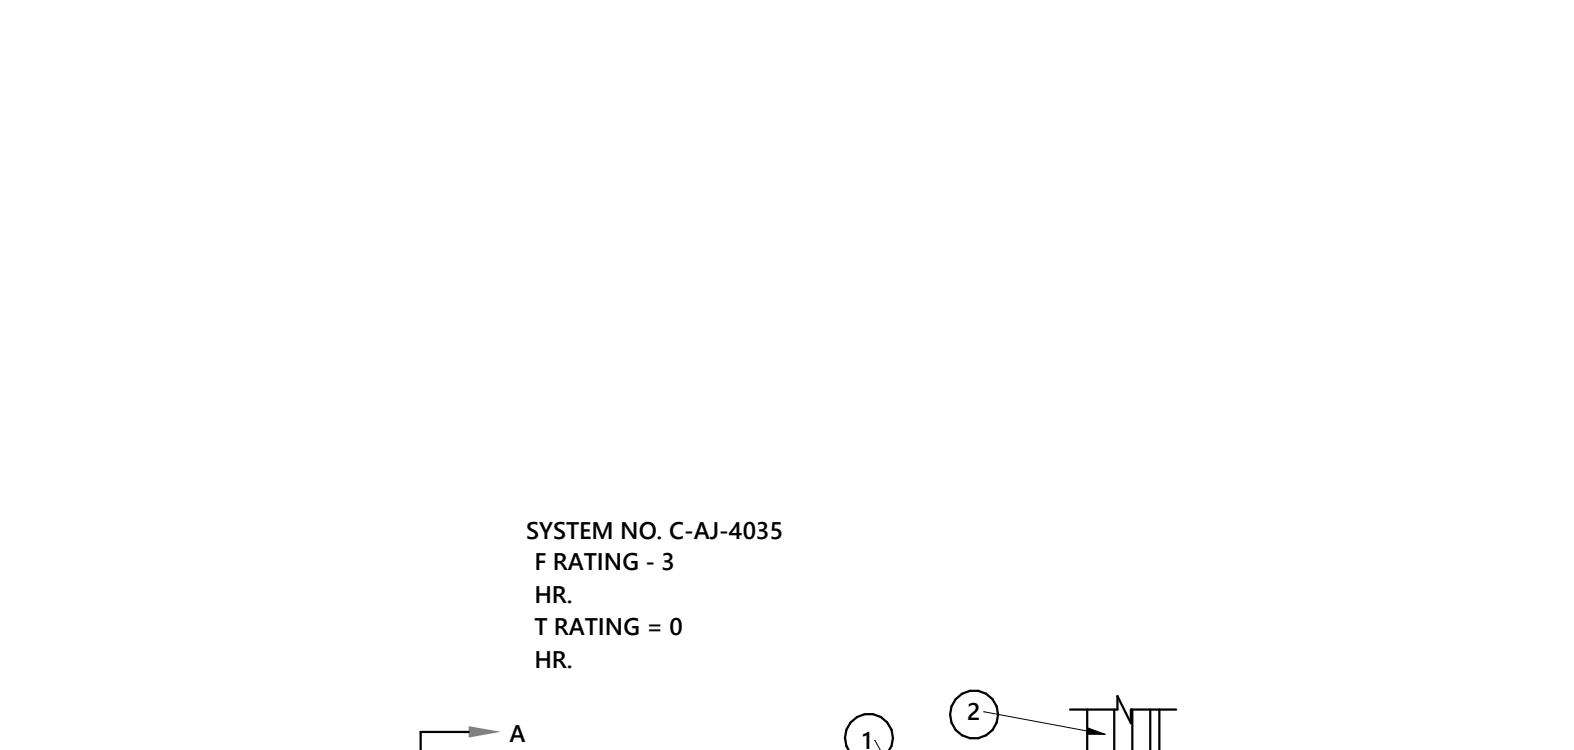 SYSTEM NO. C-AJ-4035
F RATING - 3
HR.
T RATING = 0
HR.
2
A
1